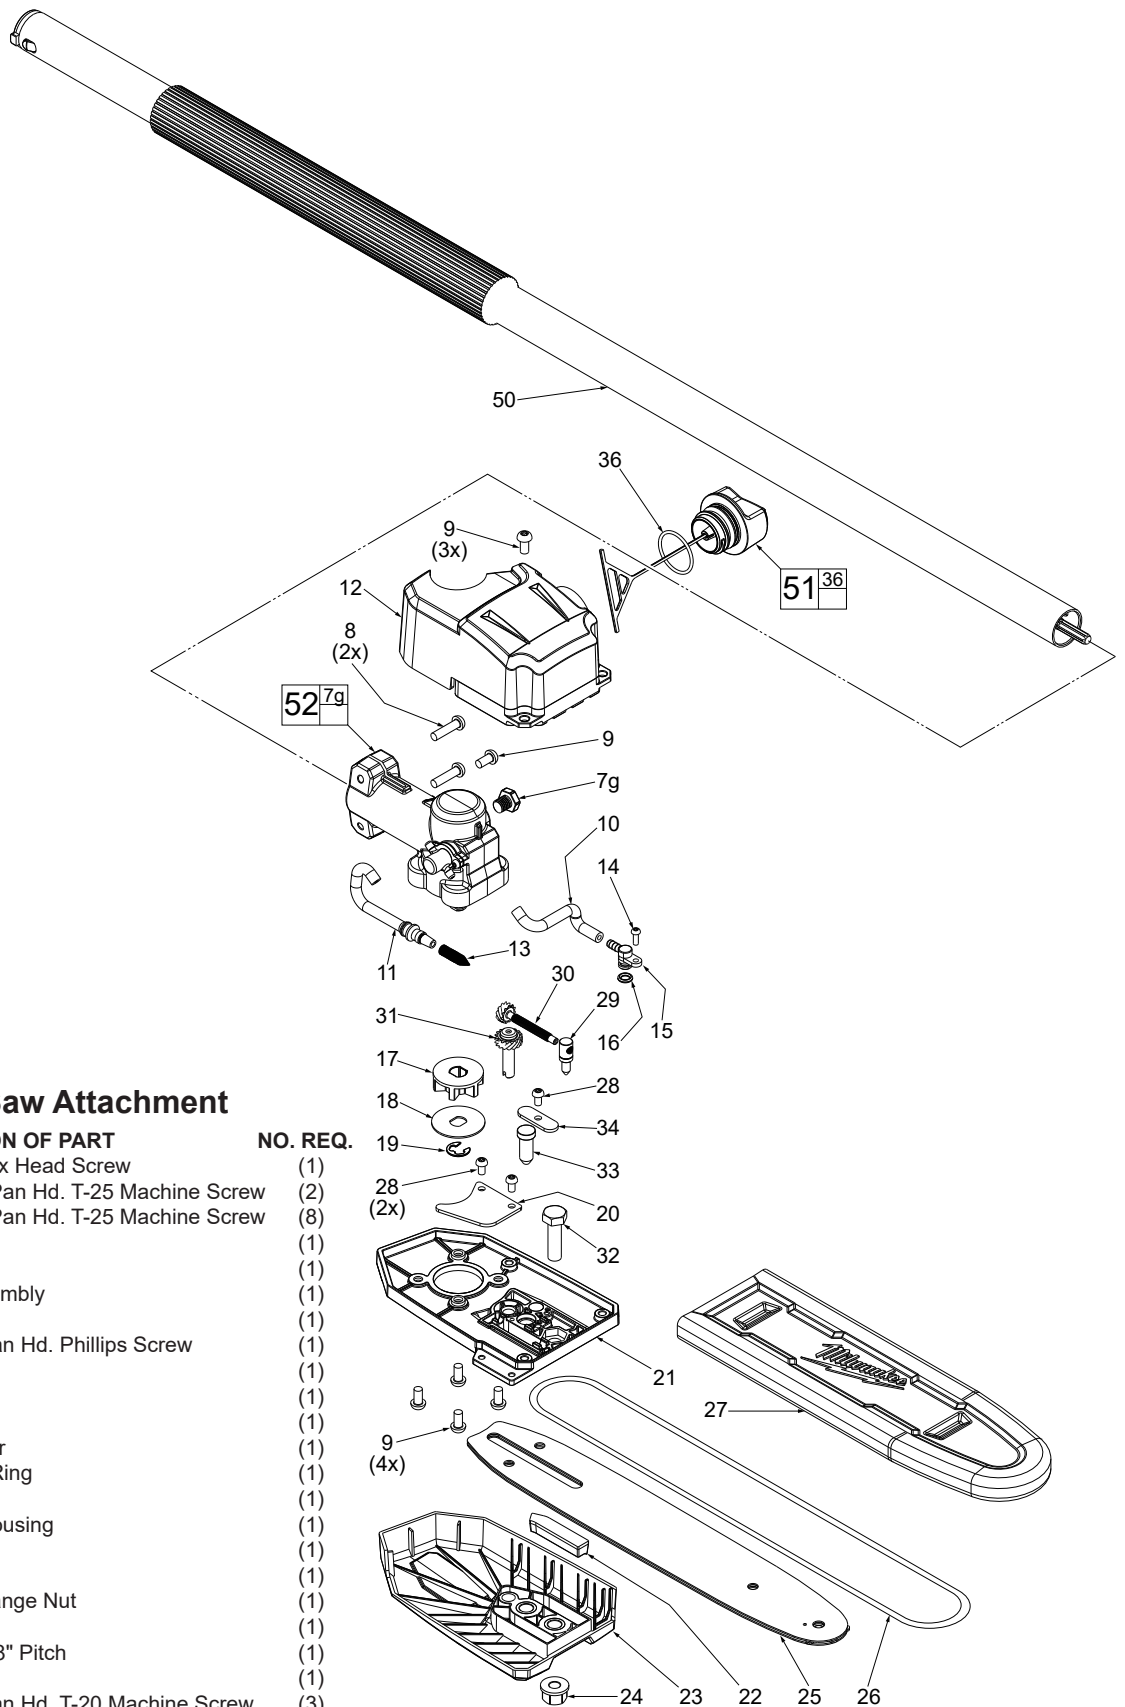 50
36
9
(3x)
51 36
12
8
(2x)
52 7g
9
7g
10
14
13
11
30
29
31
16
15
17
28
18
34
19
33
28
(2x)
20
32
21
27
9
(4x)
24 23 22 25 26
Milwaukee
Saw Attachment
ON OF PART NO. REQ.
x Head Screw (1)
Pan Hd. T-25 Machine Screw (2)
Pan Hd. T-25 Machine Screw (8)
(1)
(1)
mbly (1)
(1)
an Hd. Phillips Screw (1)
(1)
(1)
(1)
r (1)
Ring (1)
(1)
ousing (1)
(1)
(1)
ange Nut (1)
(1)
8" Pitch (1)
(1)
an Hd. T-20 Machine Screw (3)